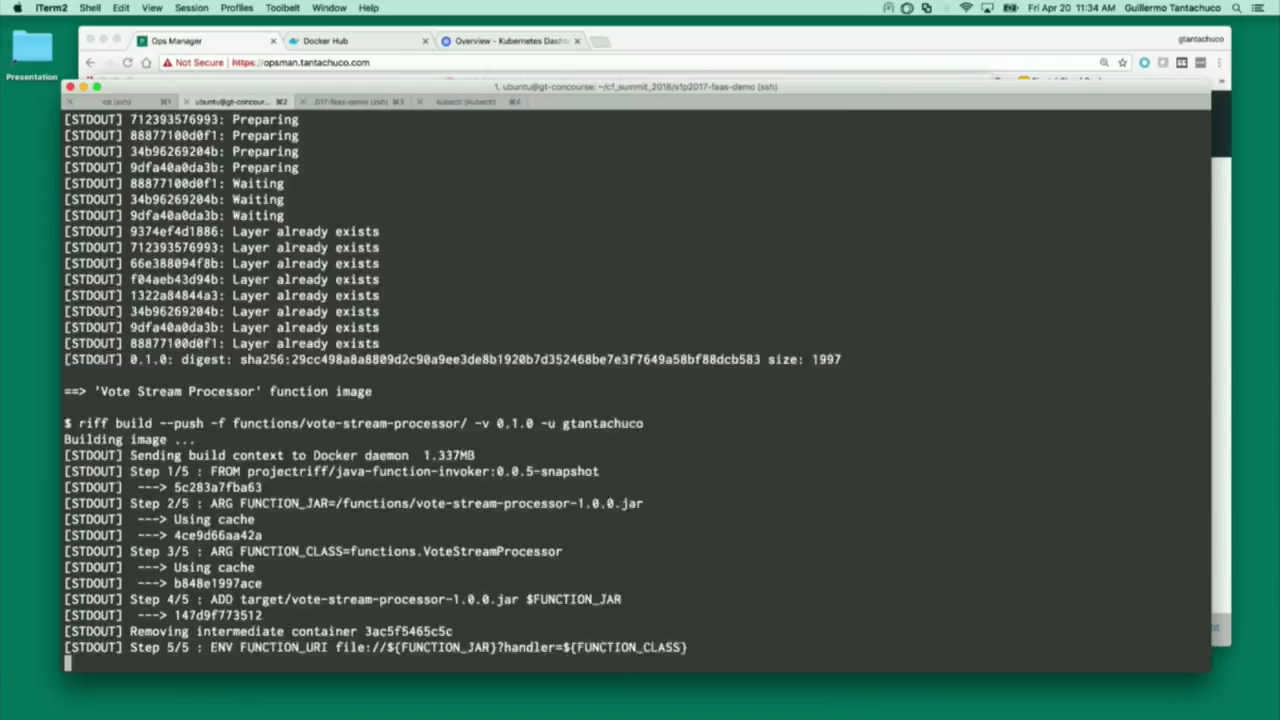 iTerm2 Shell Edit View Session Profiles Toolbelt Window Help Fri Apr 20 11:34 AM Guillermo Tantachuco
Presentation
Ops Manager Docker Hub Overview - Kubernetes Dashb
gtantachuco
Not Secure https://opsman.tantachuco.com
1. ubuntu@gt-concourse: ~/cf_summit_2018/s1p2017-faas-demo (ssh)
(ssh) ⌘1 ubuntu@gt-concour... ⌘2 .017-faas-demo (ssh) ⌘3 kubectl (kubectl) ⌘4
[STDOUT] 712393576993: Preparing
[STDOUT] 88877100d0f1: Preparing
[STDOUT] 34b96269204b: Preparing
[STDOUT] 9dfa40a0da3b: Preparing
[STDOUT] 88877100d0f1: Waiting
[STDOUT] 34b96269204b: Waiting
[STDOUT] 9dfa40a0da3b: Waiting
[STDOUT] 9374ef4d1886: Layer already exists
[STDOUT] 712393576993: Layer already exists
[STDOUT] 66e388094f8b: Layer already exists
[STDOUT] f04aeb43d94b: Layer already exists
[STDOUT] 1322a84844a3: Layer already exists
[STDOUT] 34b96269204b: Layer already exists
[STDOUT] 9dfa40a0da3b: Layer already exists
[STDOUT] 88877100d0f1: Layer already exists
[STDOUT] 0.1.0: digest: sha256:29cc498a8a8809d2c90a9ee3de8b1920b7d352468be7e3f7649a58bf88dcb583 size: 1997
==> 'Vote Stream Processor' function image
$ riff build --push -f functions/vote-stream-processor/ -v 0.1.0 -u gtantachuco
Building image ...
[STDOUT] Sending build context to Docker daemon 1.337MB
[STDOUT] Step 1/5 : FROM projectriff/java-function-invoker:0.0.5-snapshot
[STDOUT] ---> 5c283a7fba63
[STDOUT] Step 2/5 : ARG FUNCTION_JAR=/functions/vote-stream-processor-1.0.0.jar
[STDOUT] ---> Using cache
[STDOUT] ---> 4ce9d66aa42a
[STDOUT] Step 3/5 : ARG FUNCTION_CLASS=functions.VoteStreamProcessor
[STDOUT] ---> Using cache
[STDOUT] ---> b848e1997ace
[STDOUT] Step 4/5 : ADD target/vote-stream-processor-1.0.0.jar $FUNCTION_JAR
[STDOUT] ---> 147d9f773512
[STDOUT] Removing intermediate container 3ac5f5465c5c
[STDOUT] Step 5/5 : ENV FUNCTION_URI file://${FUNCTION_JAR}?handler=${FUNCTION_CLASS}